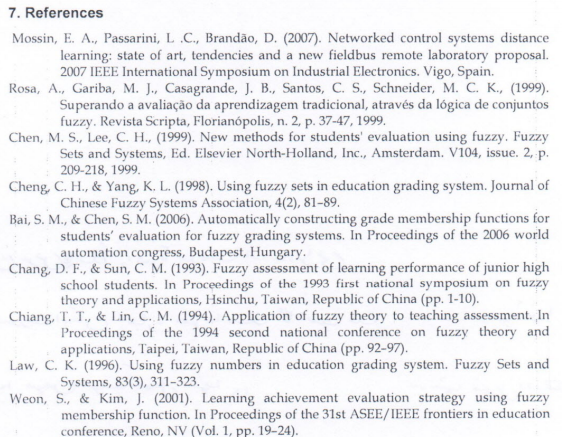 7. References
Mossin, E. A., Passarini, L .C., Brandão, D. (2007). Networked control systems distance
learning: state of art, tendencies and a new fieldbus remote laboratory proposal.
2007 IEEE International Symposium on Industrial Electronics. Vigo, Spain.
Rosa, A., Gariba, M. J., Casagrande, J. B., Santos, C. S., Schneider, M. C. K., (1999).
Superando a avaliação da aprendizagem tradicional, através da lógica de conjuntos
fuzzy. Revista Scripta, Florianópolis, n. 2, p. 37-47, 1999.
Chen, M. S., Lee, C. H., (1999). New methods for students' evaluation using fuzzy. Fuzzy
Sets and Systems, Ed. Elsevier North-Holland, Inc., Amsterdam. V104, issue. 2, p.
209-218, 1999.
Cheng, C. H., & Yang, K. L. (1998). Using fuzzy sets in education grading system. Journal of
Chinese Fuzzy Systems Association, 4(2), 81–89.
Bai, S. M., & Chen, S. M. (2006). Automatically constructing grade membership functions for
students' evaluation for fuzzy grading systems. In Proceedings of the 2006 world
automation congress, Budapest, Hungary.
Chang, D. F., & Sun, C. M. (1993). Fuzzy assessment of learning performance of junior high
school students. In Proceedings of the 1993 first national symposium on fuzzy
theory and applications, Hsinchu, Taiwan, Republic of China (pp. 1-10).
Chiang, T. T., & Lin, C. M. (1994). Application of fuzzy theory to teaching assessment. In
Proceedings of the 1994 second national conference on fuzzy theory and
applications, Taipei, Taiwan, Republic of China (pp. 92–97).
Law, C. K. (1996). Using fuzzy numbers in education grading system. Fuzzy Sets and
Systems, 83(3), 311–323.
Weon, S., & Kim, J. (2001). Learning achievement evaluation strategy using fuzzy
membership function. In Proceedings of the 31st ASEE/IEEE frontiers in education
conference, Reno, NV (Vol. 1, pp. 19–24).